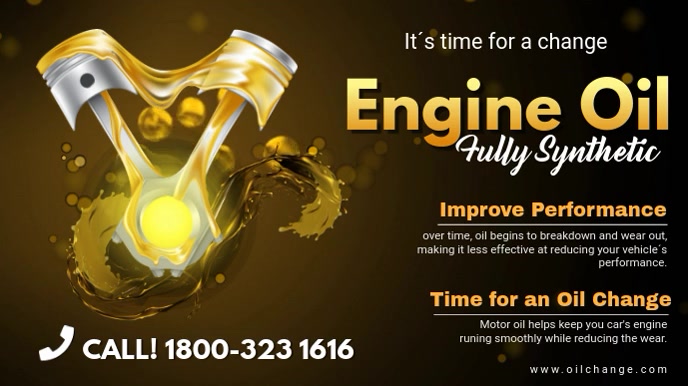 It´s time for a change
Engine Oil
Fully Synthetic
Improve Performance
over time, oil begins to breakdown and wear out,
making it less effective at reducing your vehicle´s
performance.
Time for an Oil Change
Motor oil helps keep you car's engine
runing smoothly while reducing the wear.
CALL! 1800-323 1616
www.oilchange.com